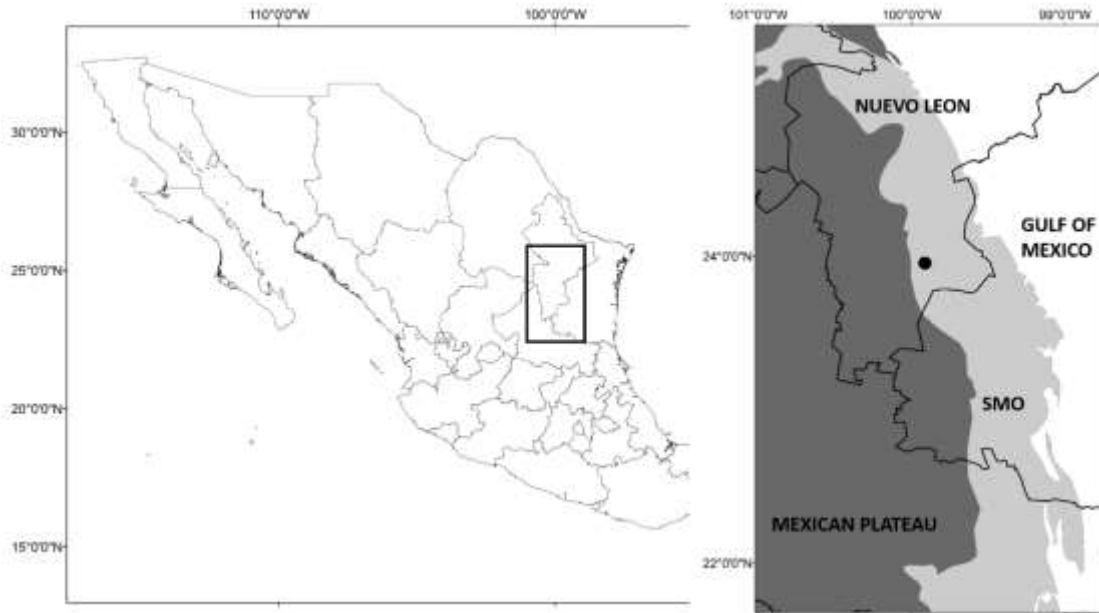 110°0'0"W
100°0'0"W
30°0'0"N
25°0'0"N
20°0'0"N
15°0'0"N
101°0'0"W
100°0'0"W
99°0'0"W
NUEVO LEON
GULF OF
MEXICO
24°0'0"N
SMO
MEXICAN PLATEAU
22°0'0"N